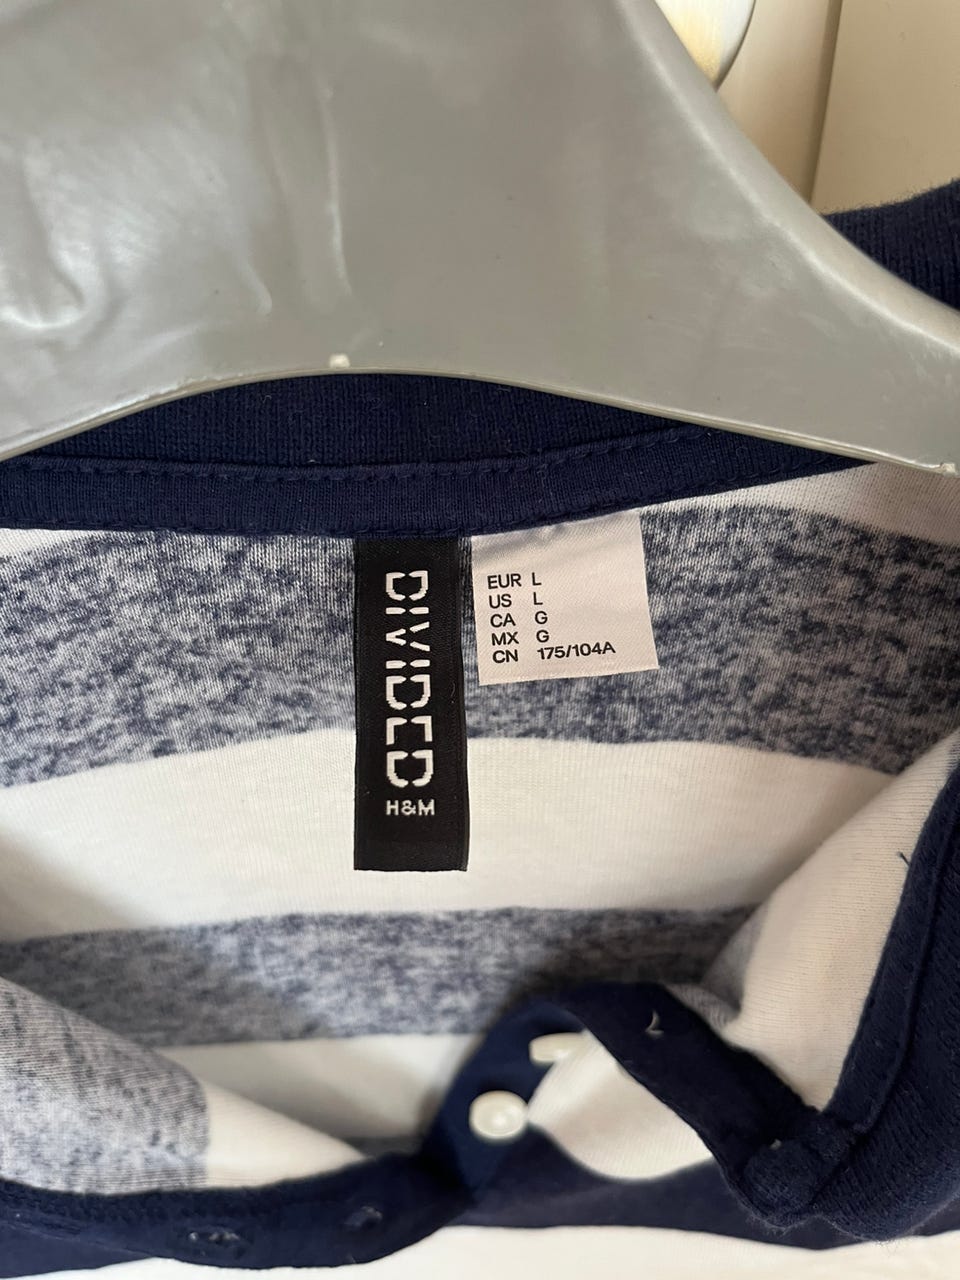 DIVIDED
H&M
EUR L
US L
CA G
MX G
CN 175/104A